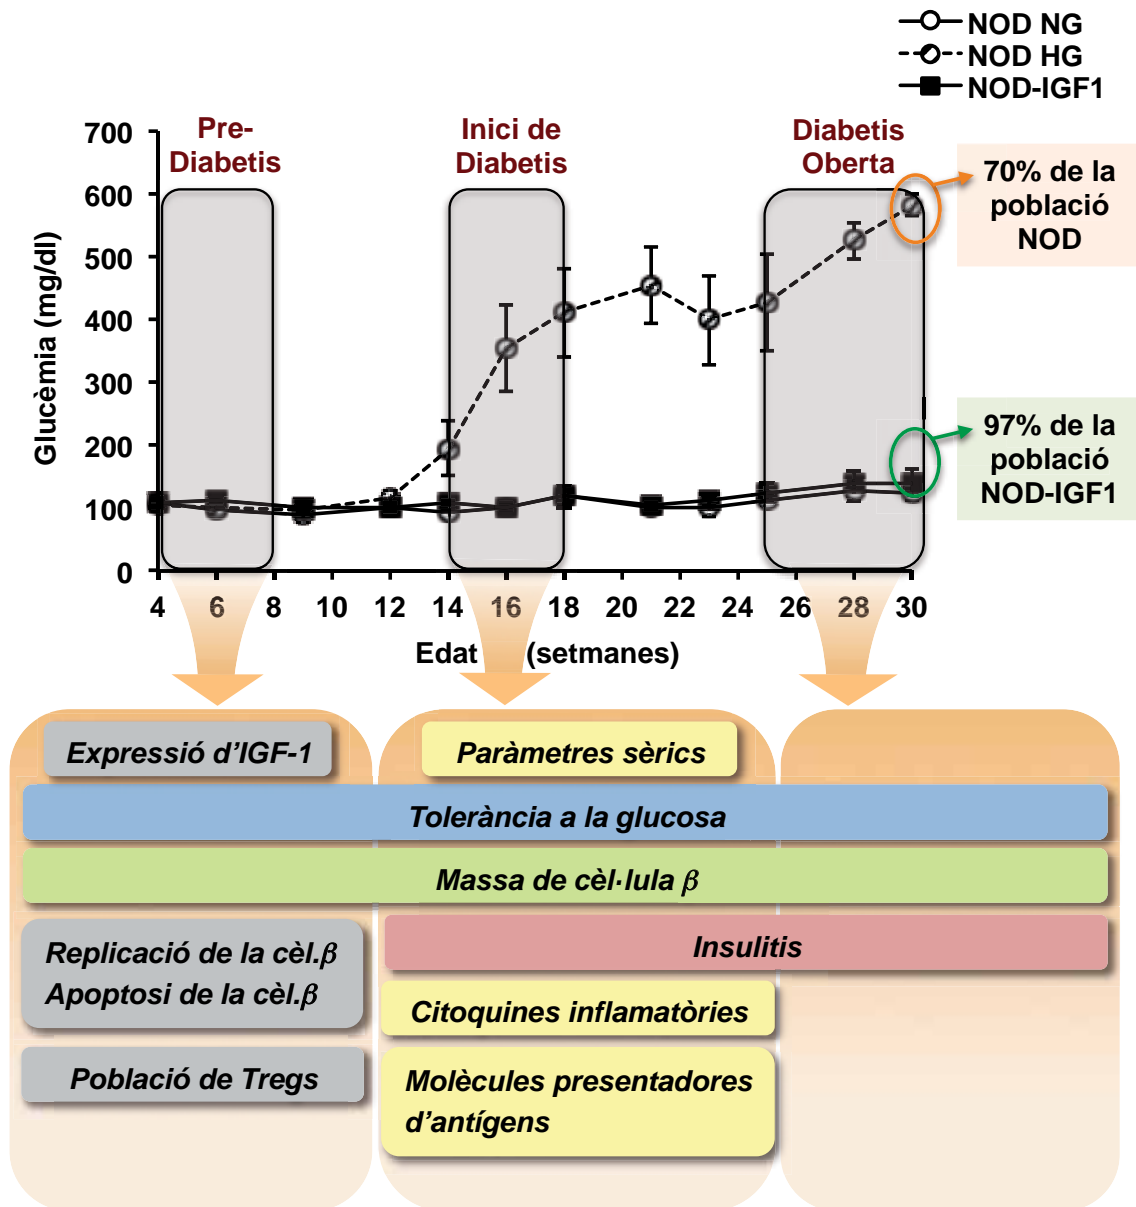 NOD NG
NOD HG
NOD-IGF1
Pre-
Diabetis
Inici de
Diabetis
Diabetis
Oberta
70% de la
població
NOD
97% de la
població
NOD-IGF1
Glucèmia (mg/dl)
700
600
500
400
300
200
100
0
4 6 8 10 12 14 16 18 20 22 24 26 28 30
Edat (setmanes)
Expressió d’IGF-1
Paràmetres sèrics
Tolerància a la glucosa
Massa de cèl·lula β
Replicació de la cèl.β
Apoptosi de la cèl.β
Insulitis
Citoquines inflamatòries
Població de Tregs
Molècules presentadores
d’antígens